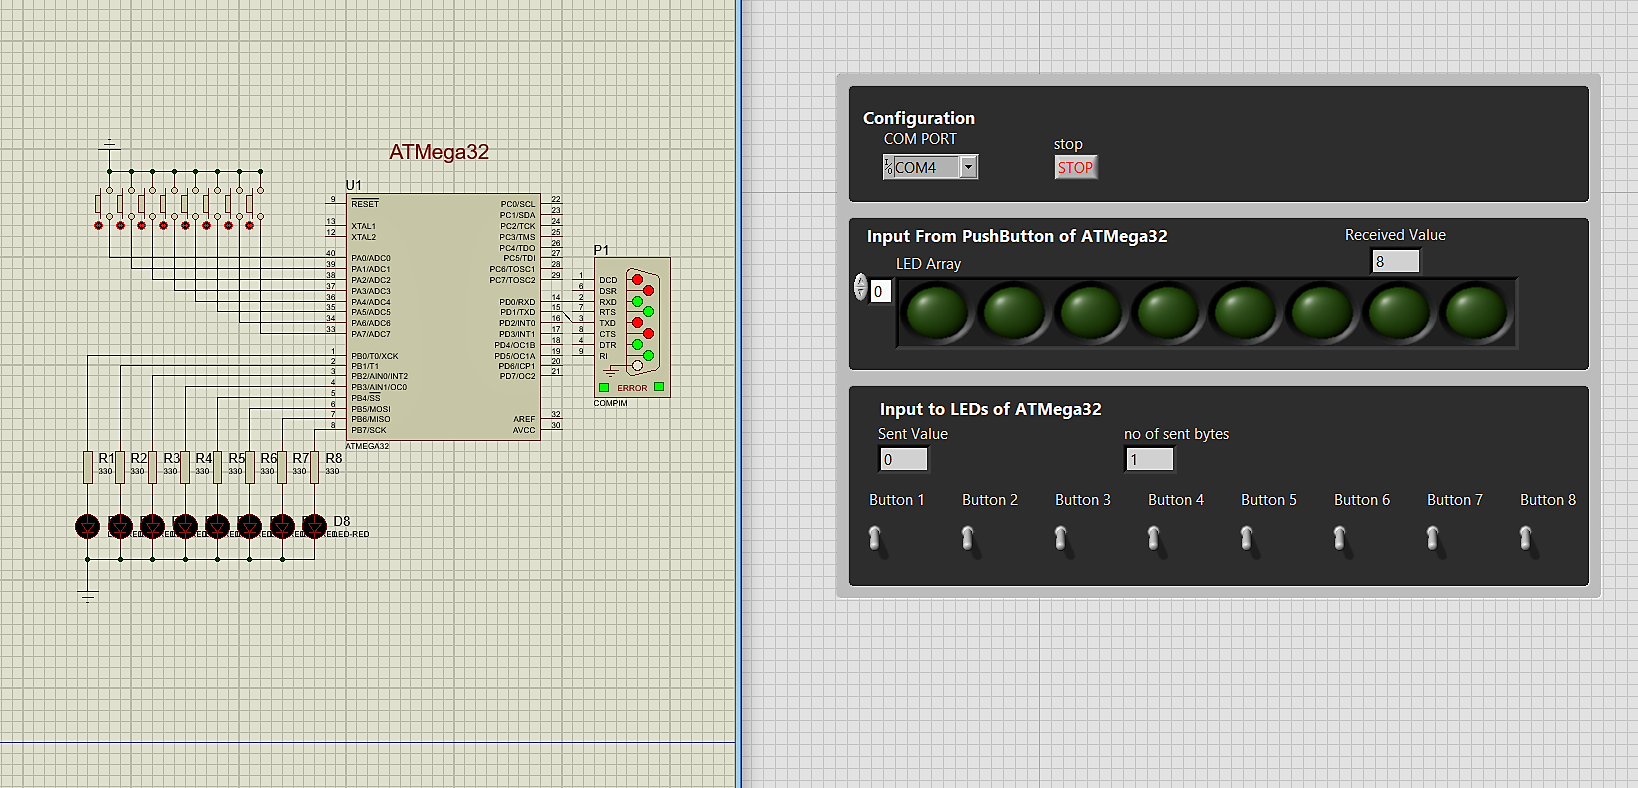 ATMega32
U1
9 RESET
13 XTAL1
12 XTAL2
40 PA0/ADC0
39 PA1/ADC1
38 PA2/ADC2
37 PA3/ADC3
36 PA4/ADC4
35 PA5/ADC5
34 PA6/ADC6
33 PA7/ADC7
1 PB0/T0/XCK
2 PB1/T1
3 PB2/AIN0/INT2
4 PB3/AIN1/OC0
5 PB4/SS
6 PB5/MOSI
7 PB6/MISO
8 PB7/SCK
PC0/SCL 22
PC1/SDA 23
PC2/TCK 24
PC3/TMS 25
PC4/TDO 26
PC5/TDI 27
PC6/TOSC1 28
PC7/TOSC2 29
PD0/RXD 14
PD1/TXD 15
PD2/INT0 16
PD3/INT1 17
PD4/OC1B 18
PD5/OC1A 19
PD6/ICP1 20
PD7/OC2 21
AREF 32
AVCC 30
ATMEGA32
P1
1 DCD
6 DSR
2 RXD
7 RTS
3 TXD
8 CTS
4 DTR
9 RI
ERROR
COMPIM
R1 R2 R3 R4 R5 R6 R7 R8
330 330 330 330 330 330 330 330
D8
LED-RED
Configuration
COM PORT
COM4
stop
STOP
Input From PushButton of ATMega32
Received Value
8
LED Array
0
Input to LEDs of ATMega32
Sent Value no of sent bytes
0 1
Button 1 Button 2 Button 3 Button 4 Button 5 Button 6 Button 7 Button 8